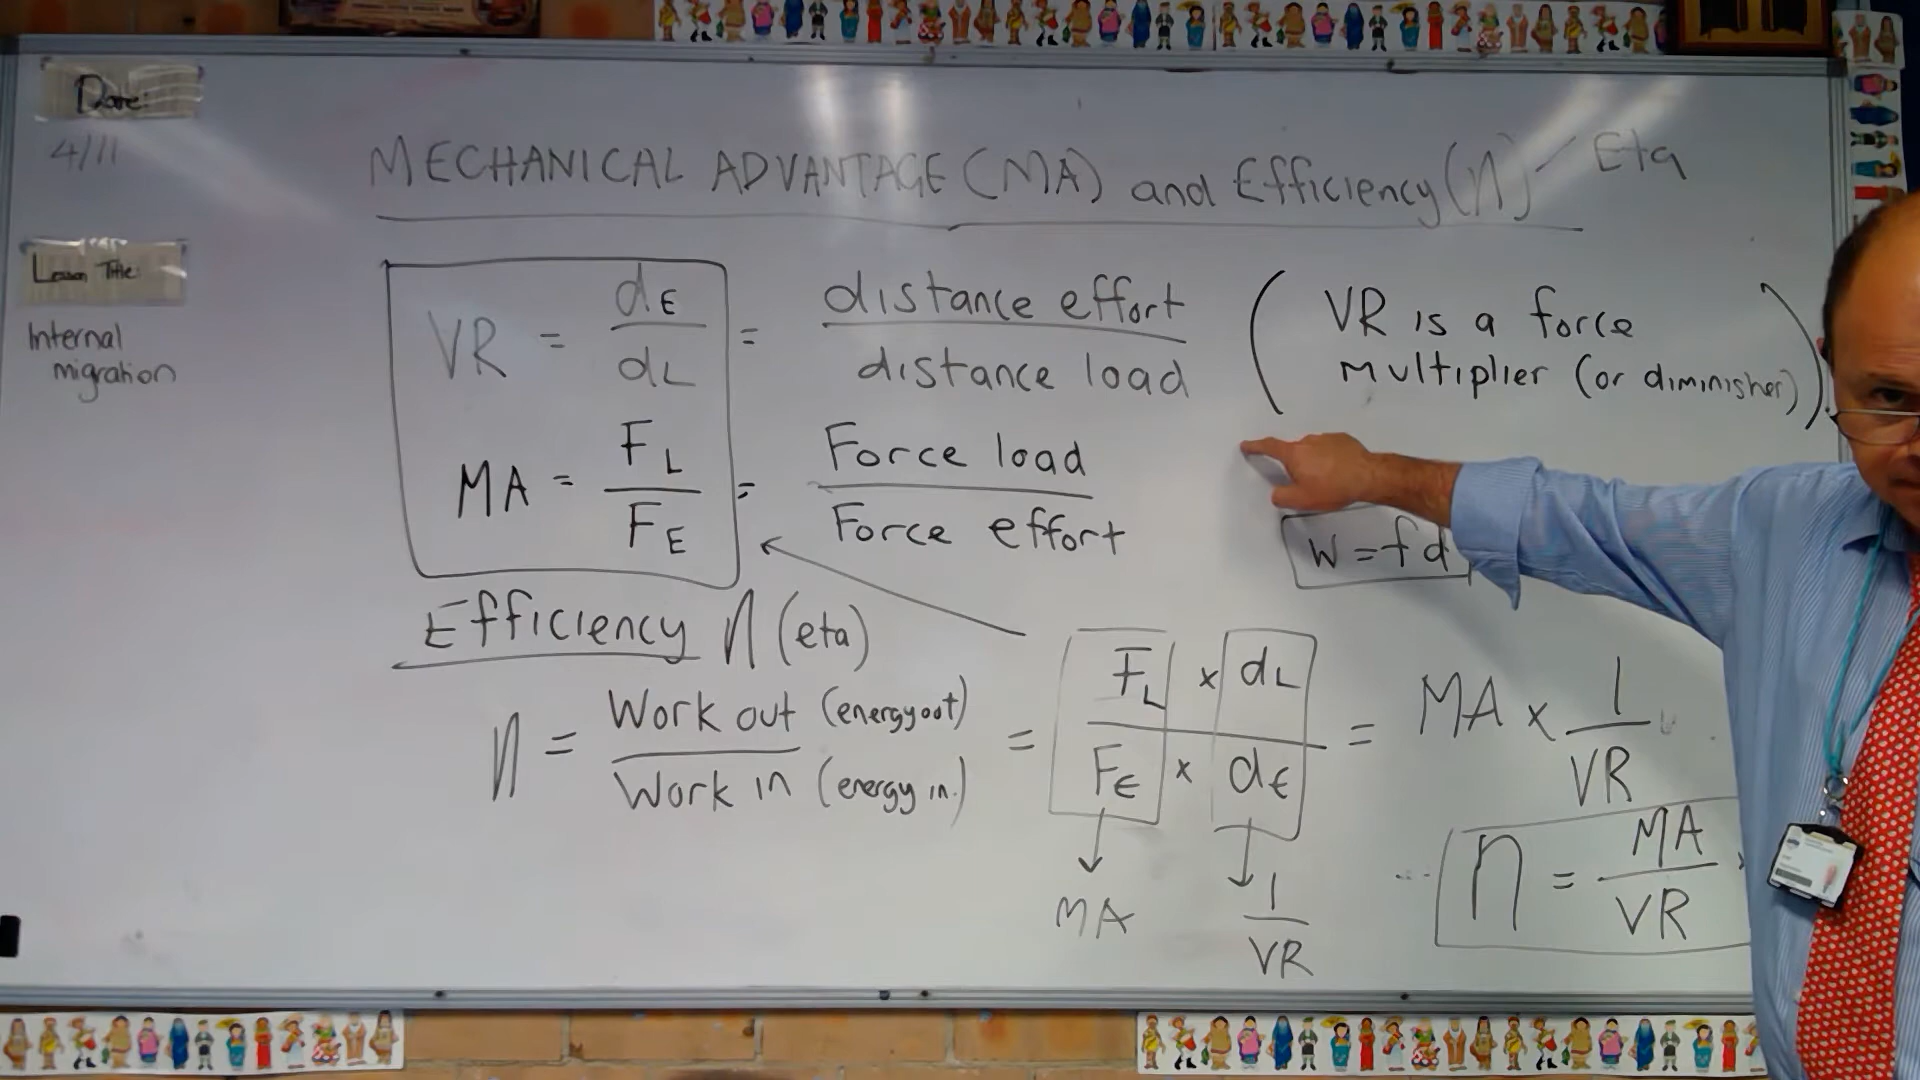 Date:
4/11
MECHANICAL ADVANTAGE (MA) and Efficiency (η) – Eta
Lesson Title:
Internal
migration
VR = dE / dL = distance effort / distance load
(VR is a force
multiplier (or diminisher))
MA = FL / FE = Force load / Force effort
W = fd
Efficiency η (eta)
η = Work out (energy out) / Work in (energy in.) = FL × dL / FE × dE = MA × 1 / VR
MA
1 / VR
η = MA / VR